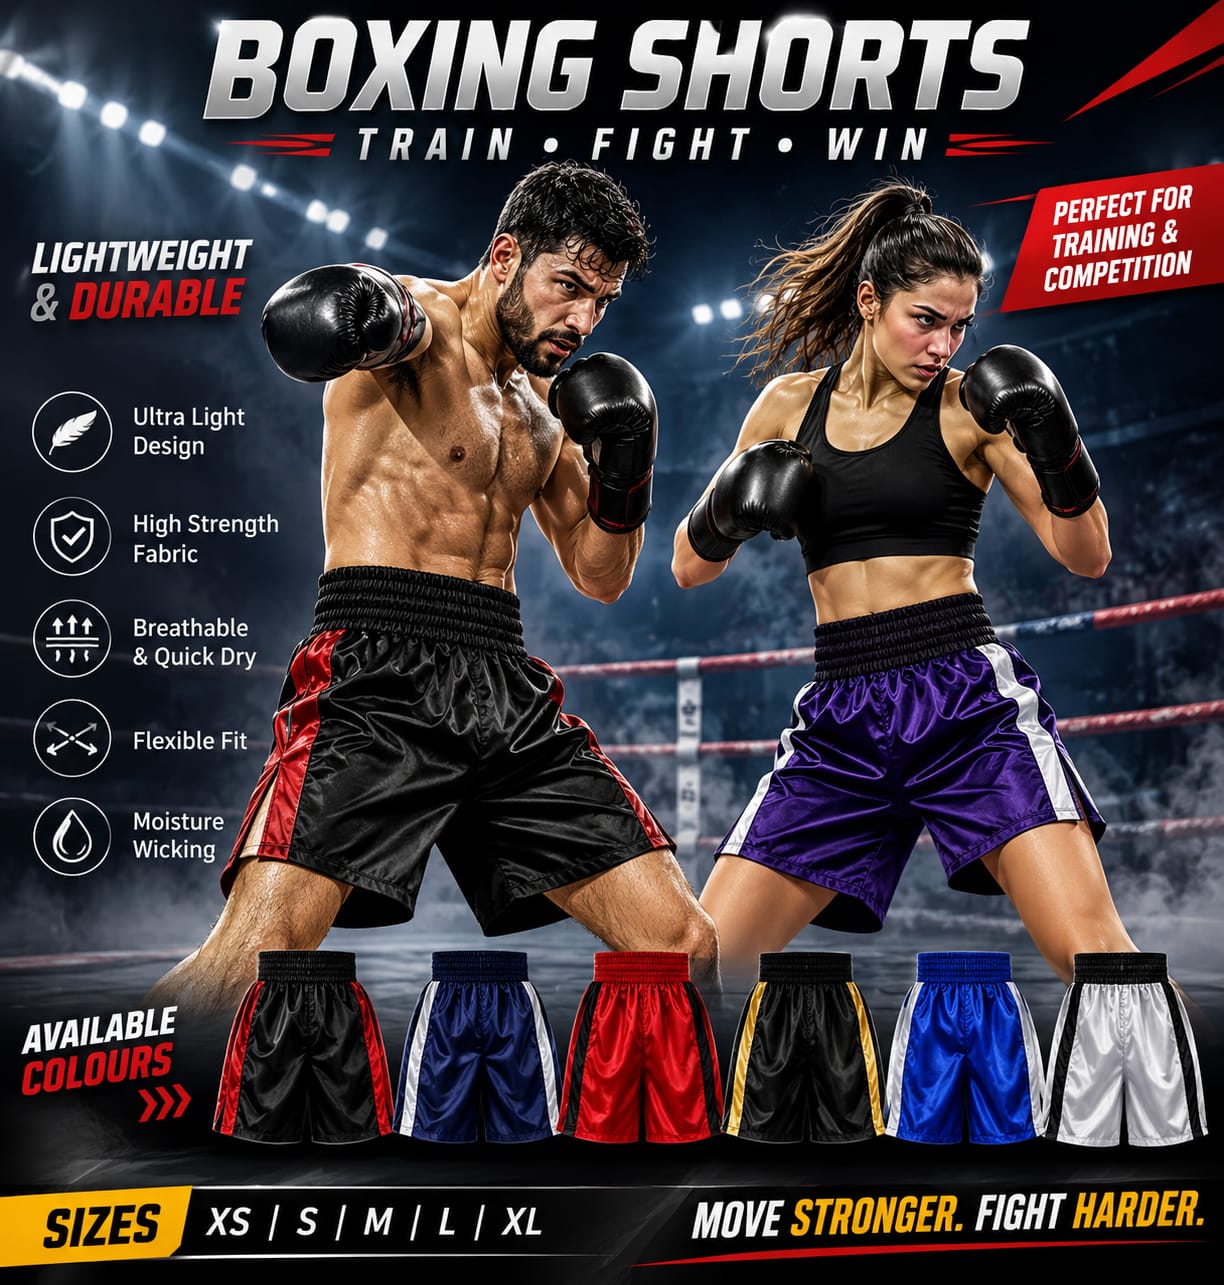 BOXING SHORTS
TRAIN • FIGHT • WIN
PERFECT FOR
TRAINING &
COMPETITION
LIGHTWEIGHT
& DURABLE
Ultra Light
Design
High Strength
Fabric
Breathable
& Quick Dry
Flexible Fit
Moisture
Wicking
AVAILABLE
COLOURS
SIZES XS | S | M | L | XL
MOVE STRONGER. FIGHT HARDER.